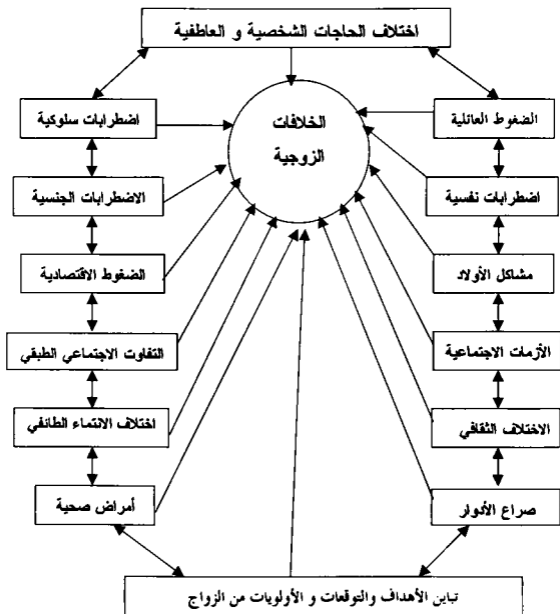 اختلاف الحاجات الشخصية و العاطفية
الخلافات
الزوجية
الضغوط العائلية
اضطرابات سلوكية
اضطرابات نفسية
الاضطرابات الجنسية
مشاكل الأولاد
الضغوط الاقتصادية
الأزمات الاجتماعية
التفاوت الاجتماعي الطبقي
الاختلاف الثقافي
اختلاف الانتماء الطائفي
صراع الأدوار
أمراض صحية
تباين الأهداف والتوقعات و الأولويات من الزواج